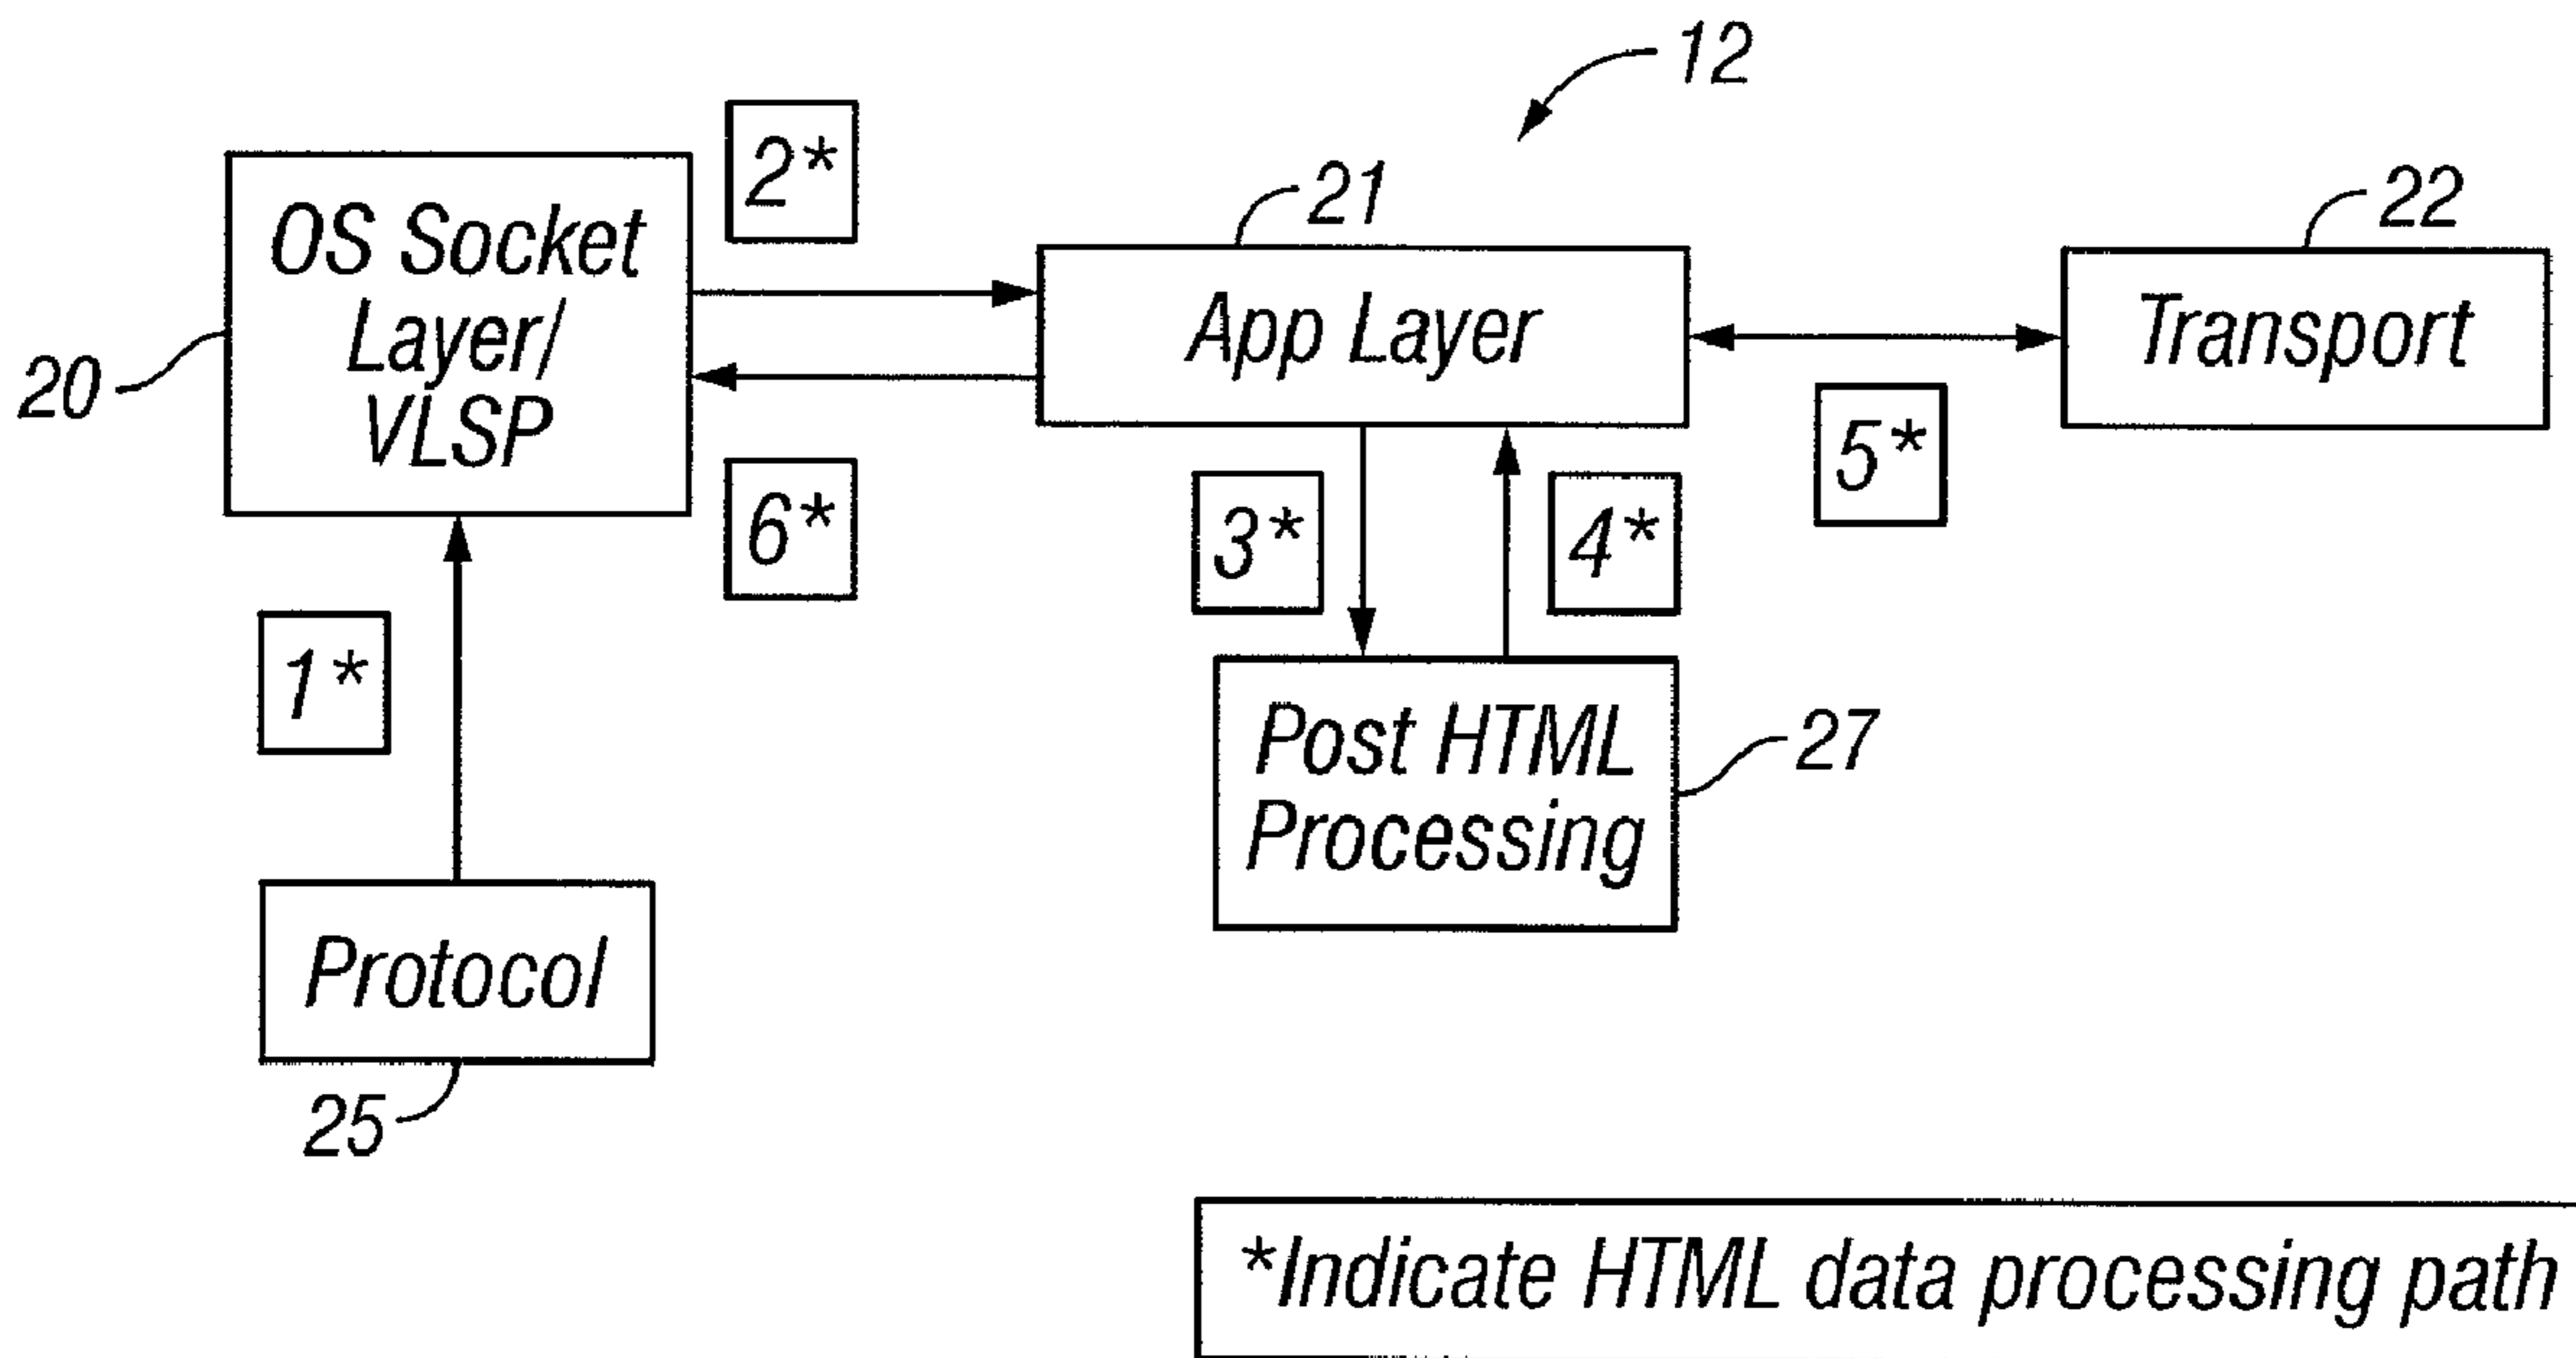 12
2*
21
22
OS Socket
Layer/
VLSP
App Layer
Transport
20
6*
3*
4*
5*
1*
Post HTML
Processing
27
Protocol
25
*Indicate HTML data processing path